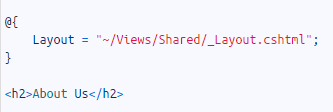 @{
    Layout = "~/Views/Shared/_Layout.cshtml";
}
<h2>About Us</h2>